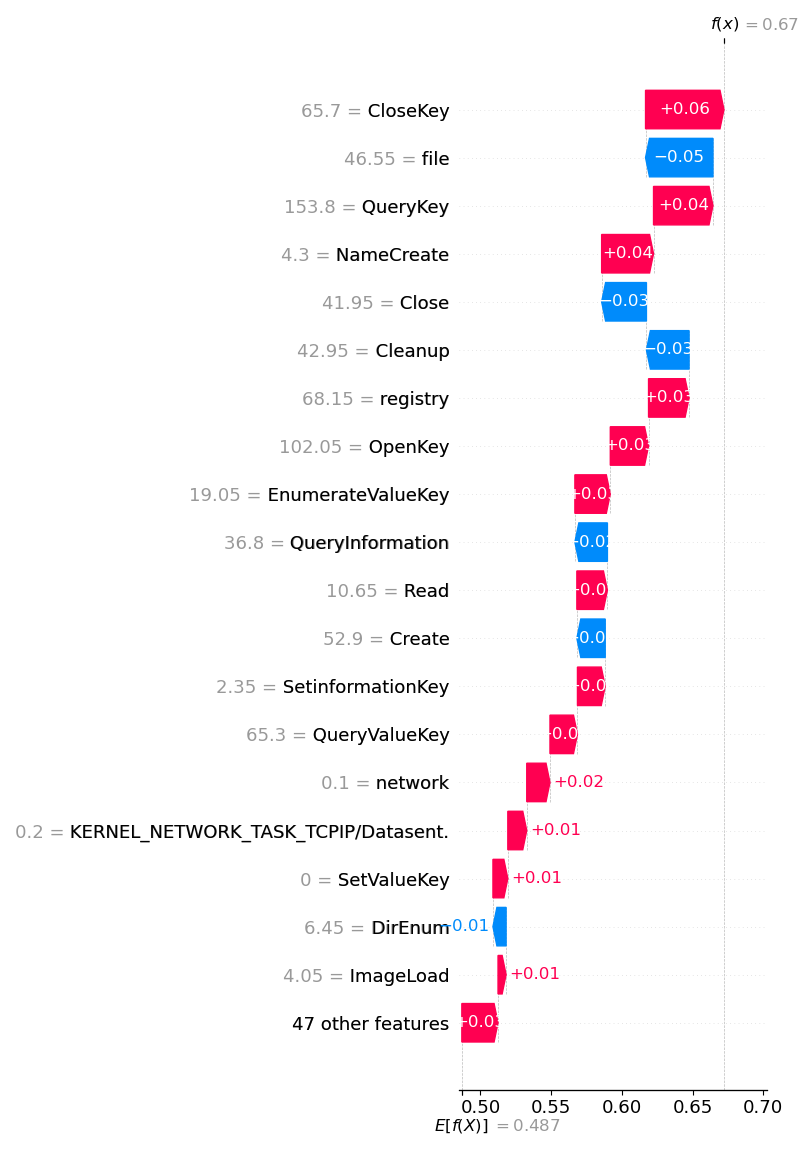 f(x) = 0.67
65.7 = CloseKey +0.06
46.55 = file −0.05
153.8 = QueryKey +0.04
4.3 = NameCreate +0.04
41.95 = Close −0.03
42.95 = Cleanup −0.03
68.15 = registry +0.03
102.05 = OpenKey +0.03
19.05 = EnumerateValueKey
36.8 = QueryInformation
10.65 = Read
52.9 = Create
2.35 = SetinformationKey
65.3 = QueryValueKey
0.1 = network +0.02
0.2 = KERNEL_NETWORK_TASK_TCPIP/Datasent. +0.01
0 = SetValueKey +0.01
6.45 = DirEnum −0.01
4.05 = ImageLoad +0.01
47 other features
0.50 0.55 0.60 0.65 0.70
E[f(X)] = 0.487